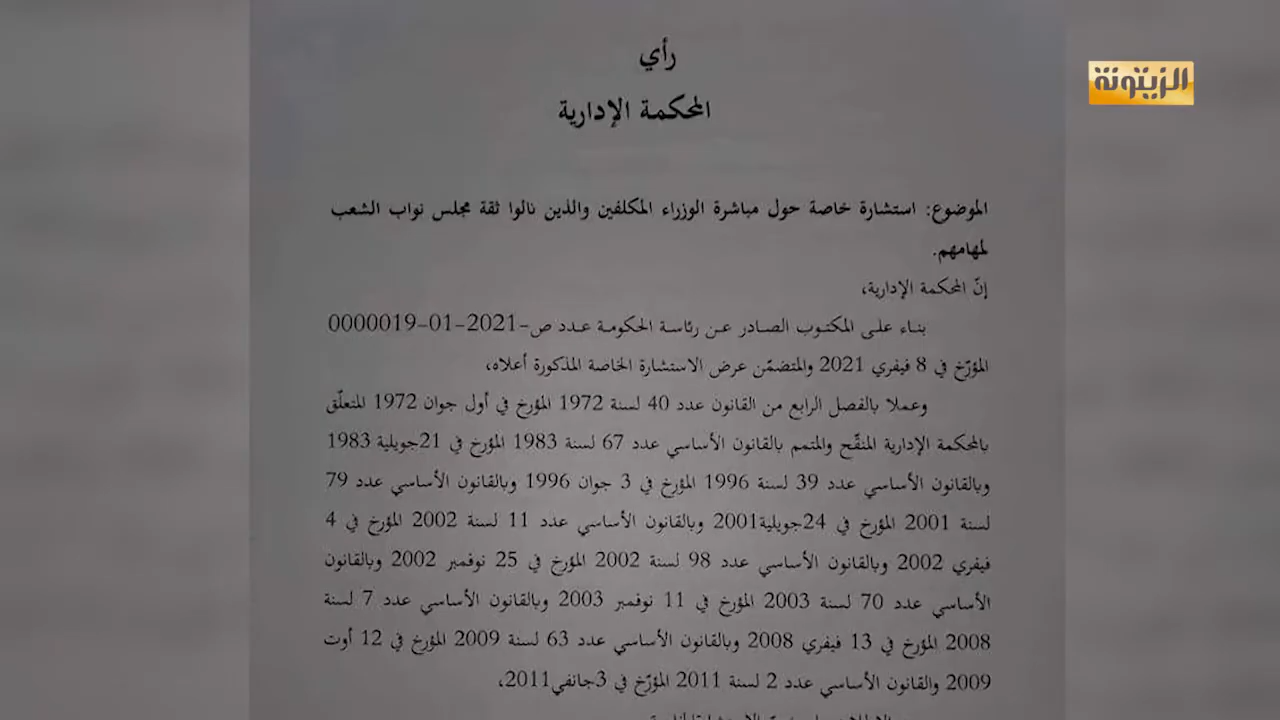 الزيتونة
رأي
المحكمة الإدارية
الموضوع: استشارة خاصة حول مباشرة الوزراء المكلفين والذين نالوا ثقة مجلس نواب الشعب
لمهامهم.
إنّ المحكمة الإدارية،
بناء على المكتوب الصادر عن رئاسة الحكومة عدد ص-2021-01-0000019
المؤرّخ في 8 فيفري 2021 والمتضمّن عرض الاستشارة الخاصة المذكورة أعلاه،
وعملا بالفصل الرابع من القانون عدد 40 لسنة 1972 المؤرخ في أول جوان 1972 المتعلّق
بالمحكمة الإدارية المنقّح والمتمم بالقانون الأساسي عدد 67 لسنة 1983 المؤرخ في 21جويلية 1983
وبالقانون الأساسي عدد 39 لسنة 1996 المؤرخ في 3 جوان 1996 وبالقانون الأساسي عدد 79
لسنة 2001 المؤرخ في 24جويلية2001 وبالقانون الأساسي عدد 11 لسنة 2002 المؤرخ في 4
فيفري 2002 وبالقانون الأساسي عدد 98 لسنة 2002 المؤرخ في 25 نوفمبر 2002 وبالقانون
الأساسي عدد 70 لسنة 2003 المؤرخ في 11 نوفمبر 2003 وبالقانون الأساسي عدد 7 لسنة
2008 المؤرخ في 13 فيفري 2008 وبالقانون الأساسي عدد 63 لسنة 2009 المؤرخ في 12 أوت
2009 والقانون الأساسي عدد 2 لسنة 2011 المؤرّخ في 3جانفي2011،